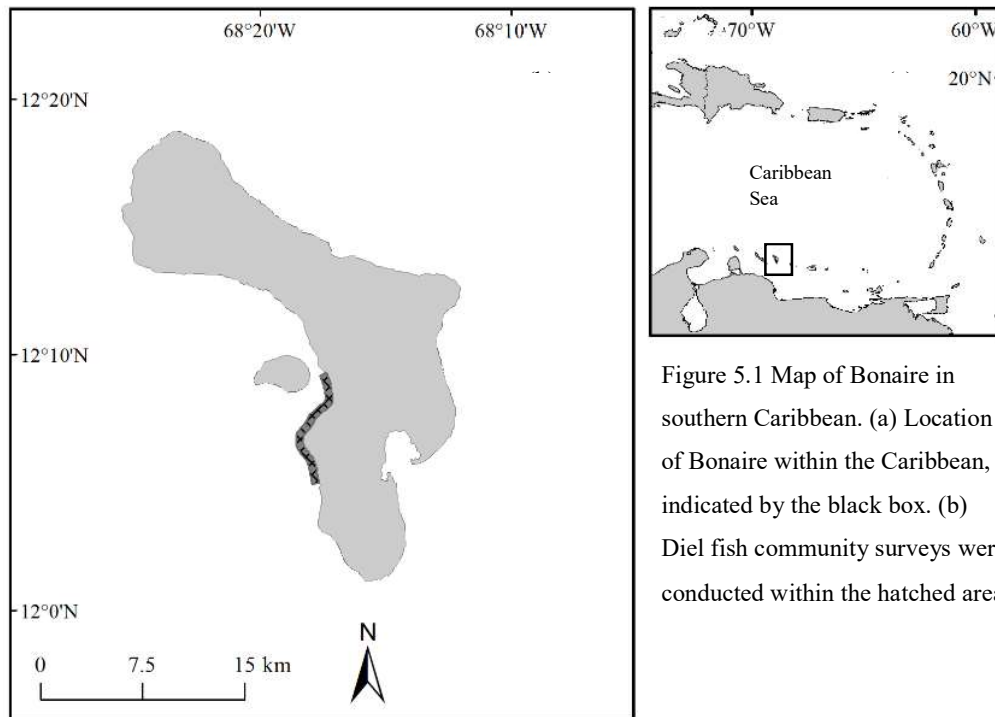 68°20'W
68°10'W
12°20'N
12°10'N
12°0'N
N
0
7.5
15 km
70°W
60°W
20°N
Caribbean
Sea
Figure 5.1 Map of Bonaire in
southern Caribbean. (a) Location
of Bonaire within the Caribbean,
indicated by the black box. (b)
Diel fish community surveys wer
conducted within the hatched area